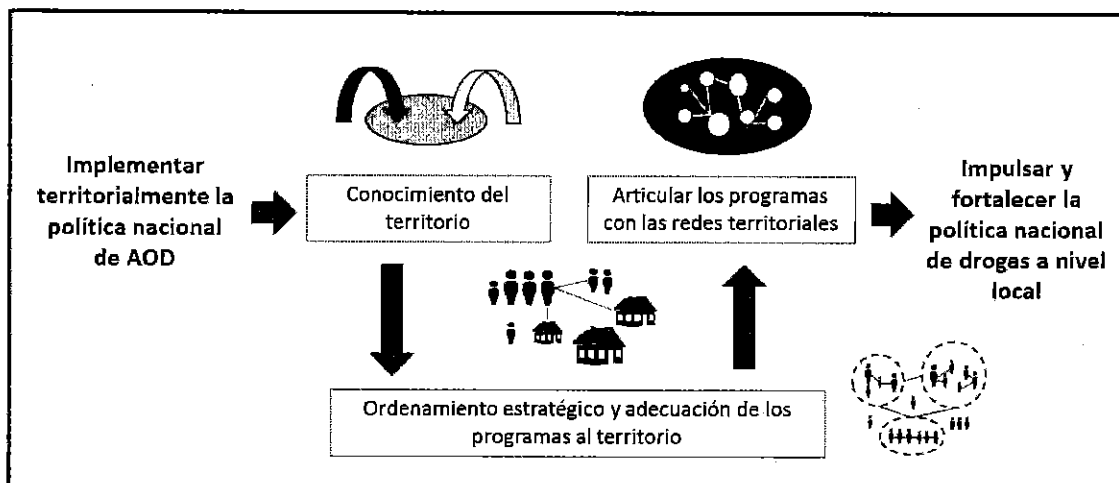 Implementar
territorialmente la
política nacional
de AOD
Conocimiento del
territorio
Articular los programas
con las redes territoriales
Impulsar y
fortalecer la
política nacional
de drogas a nivel
local
Ordenamiento estratégico y adecuación de los
programas al territorio